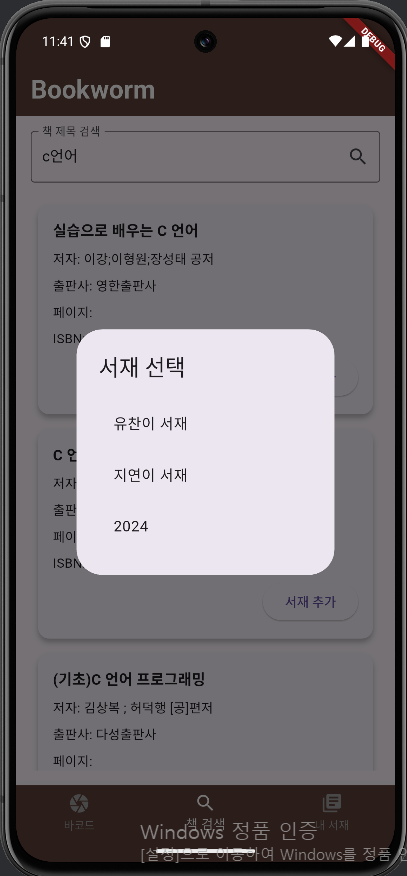 11:41
DEBUG
Bookworm
책 제목 검색
c언어
실습으로 배우는 C 언어
저자: 이강;이형원;장성태 공저
출판사: 영한출판사
페이지:
ISBN
서재 선택
유찬이 서재
지연이 서재
2024
C 언
저자
출판
페이
ISBN
서재 추가
(기초)C 언어 프로그래밍
저자: 김상복 ; 허덕행 [공]편저
출판사: 다성출판사
페이지:
바코드
책 검색
내 서재
Windows 정품 인증
[설정]으로 이동하여 Windows를 정품 인